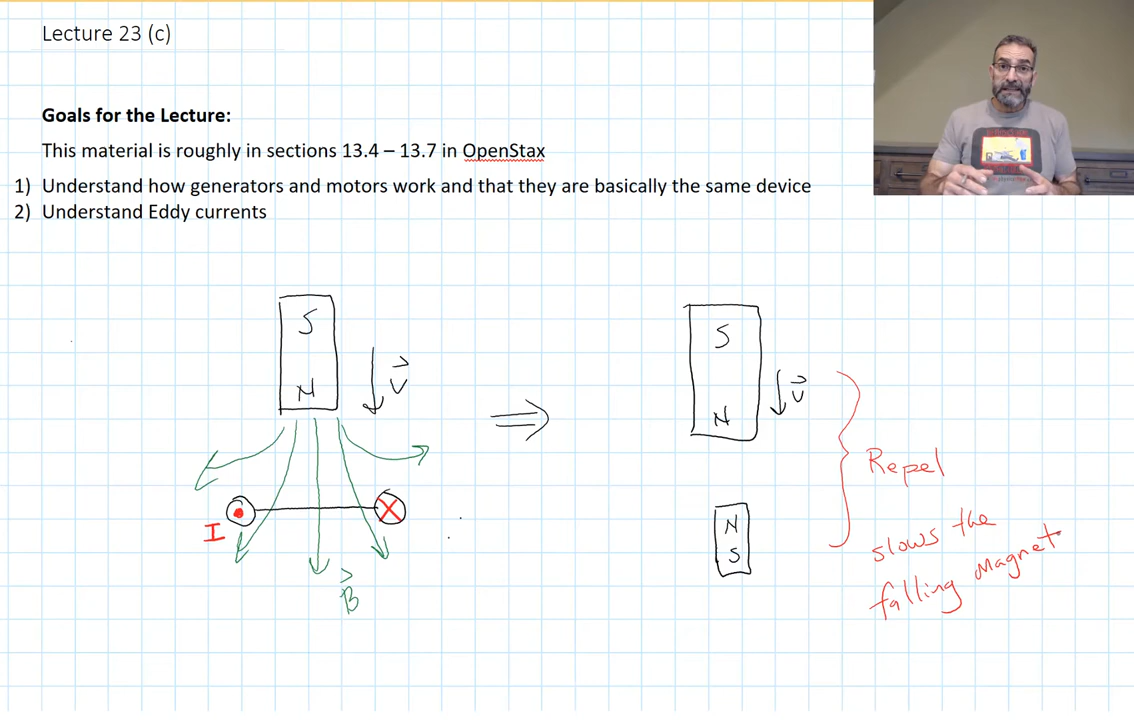 Lecture 23 (c)
Goals for the Lecture:
This material is roughly in sections 13.4 – 13.7 in OpenStax
1) Understand how generators and motors work and that they are basically the same device
2) Understand Eddy currents
S
N
V
I
B
S
N
V
N
S
Repel
slows the
falling Magnet